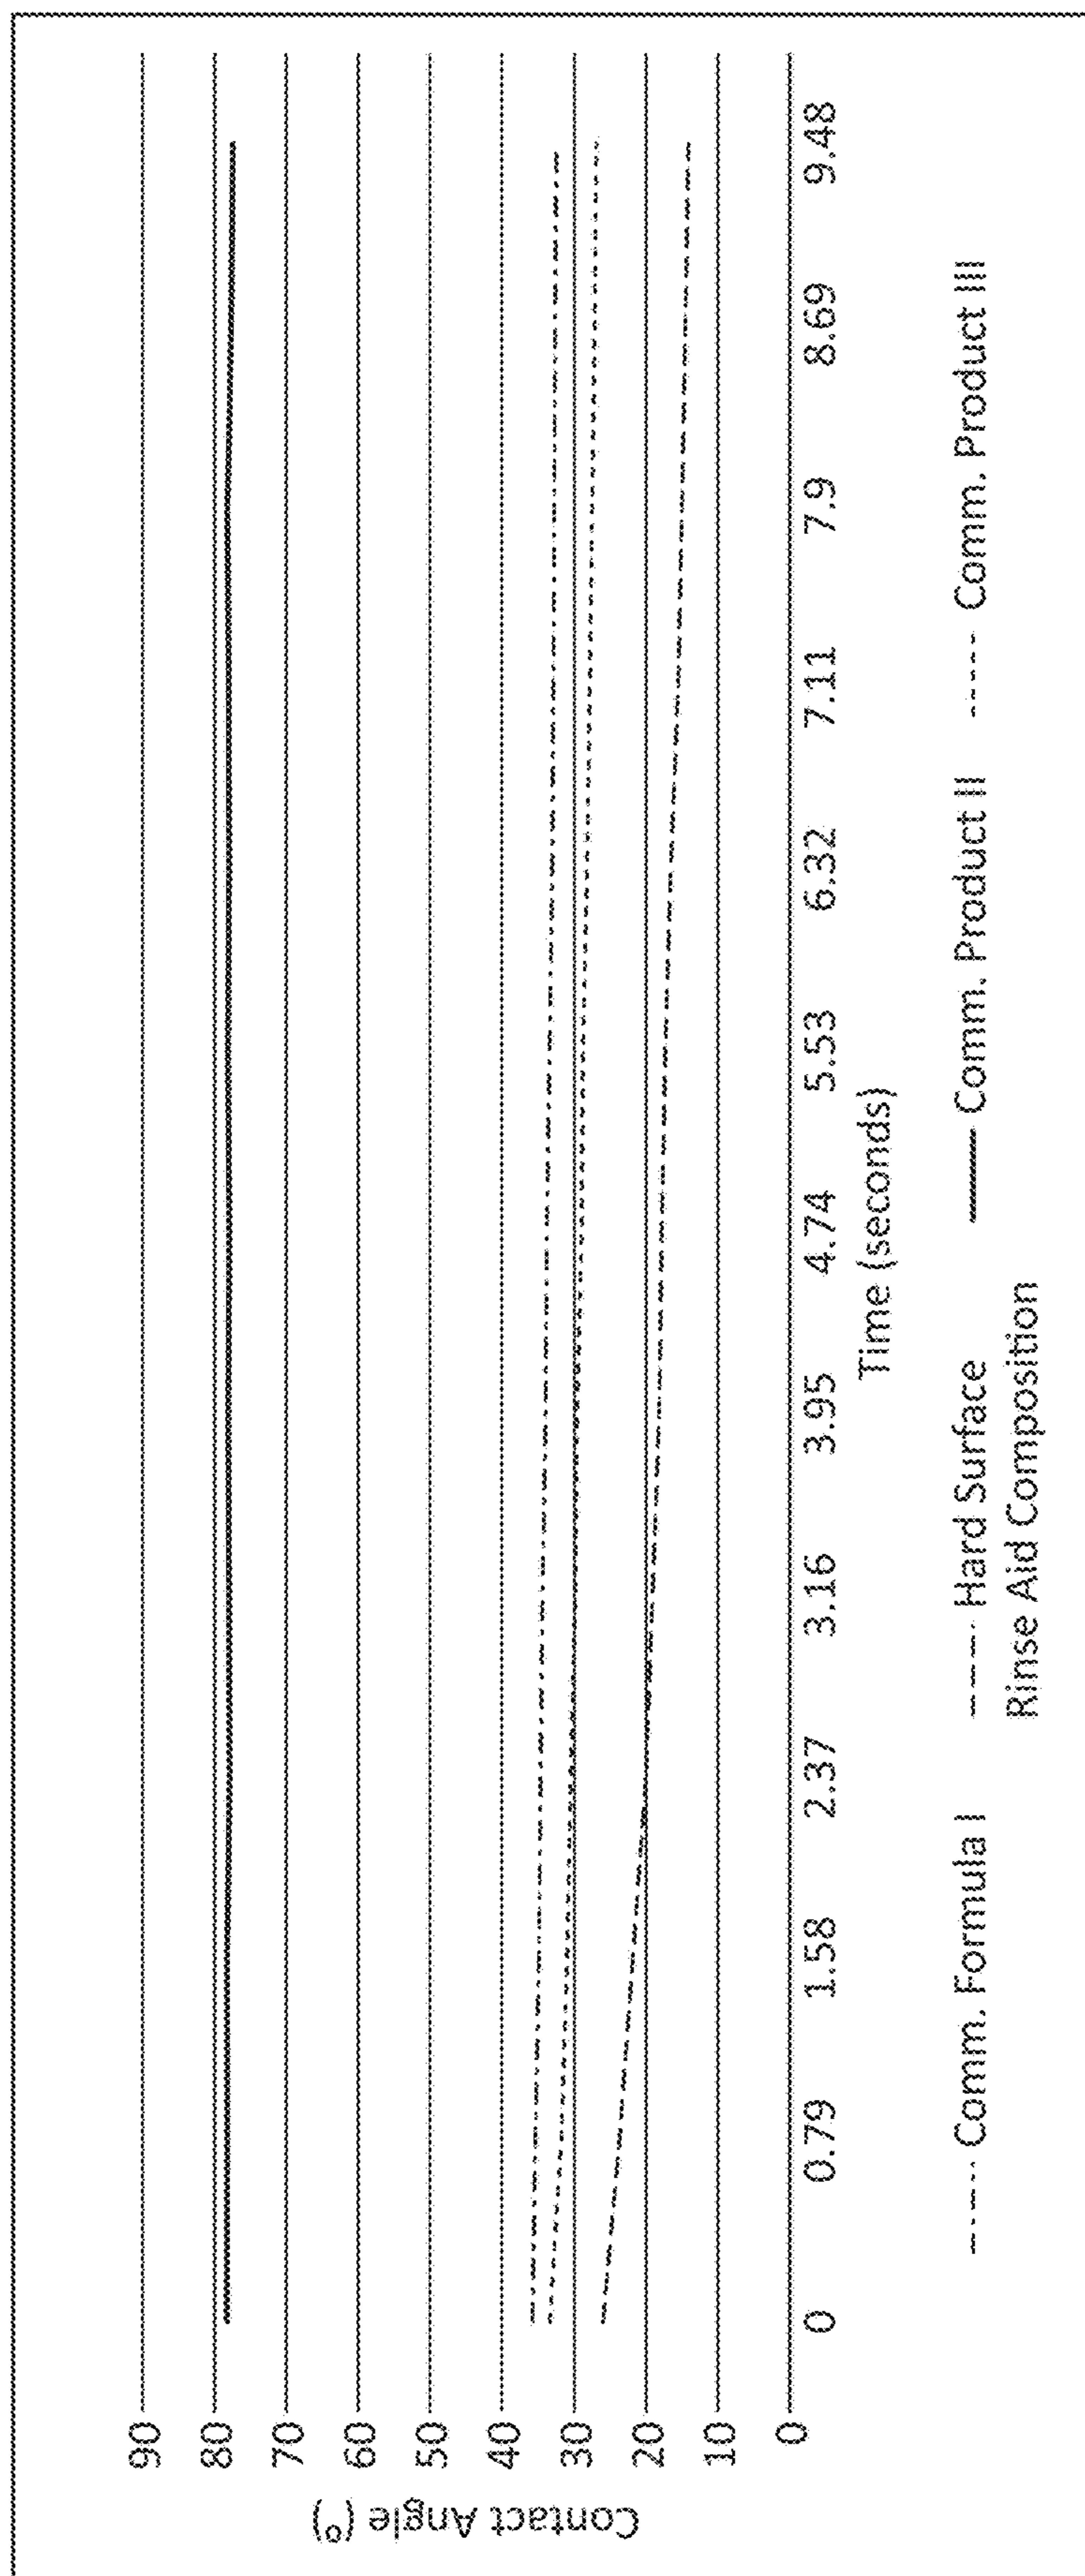 Contact Angle (°)
90
80
70
60
50
40
30
20
10
0
0 0.79 1.58 2.37 3.16 3.95 4.74 5.53 6.32 7.11 7.9 8.69 9.48
Time (seconds)
Comm. Formula I Hard Surface Comm. Product II Comm. Product III
Rinse Aid Composition